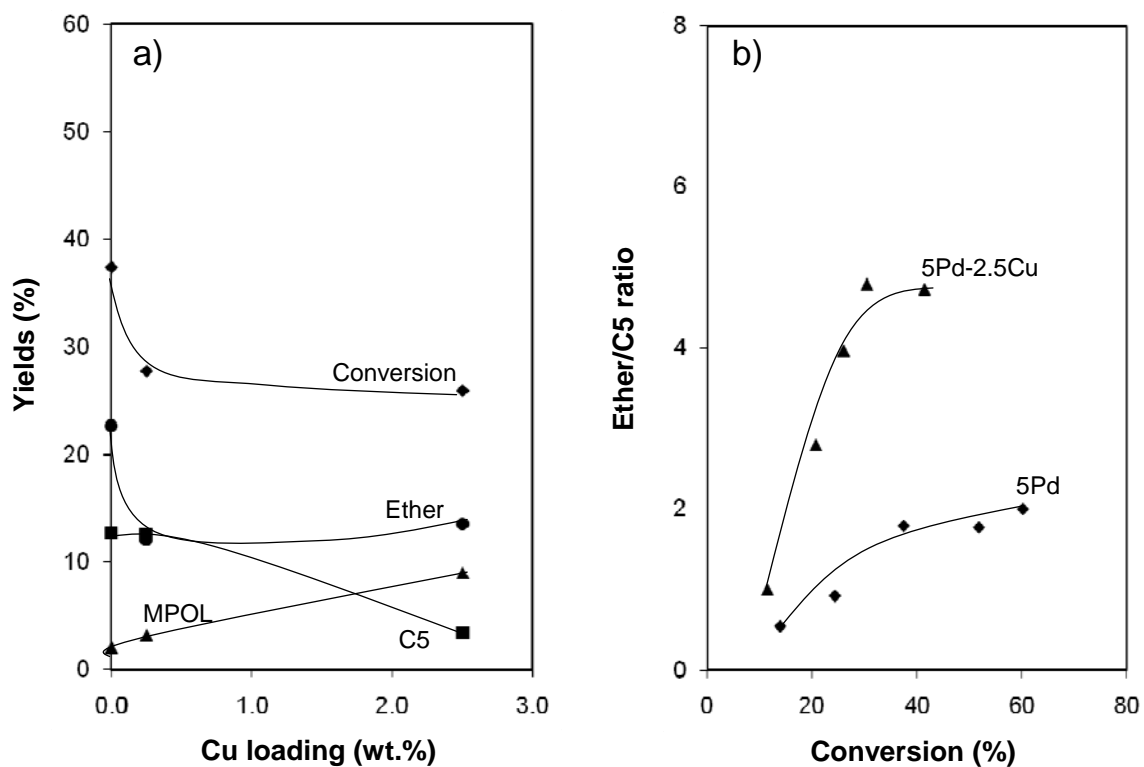 a)
Yields (%)
60
50
40
30
20
10
0
0.0 1.0 2.0 3.0
Cu loading (wt.%)
Conversion
Ether
MPOL
C5
b)
Ether/C5 ratio
8
6
4
2
0
0 20 40 60 80
Conversion (%)
5Pd-2.5Cu
5Pd